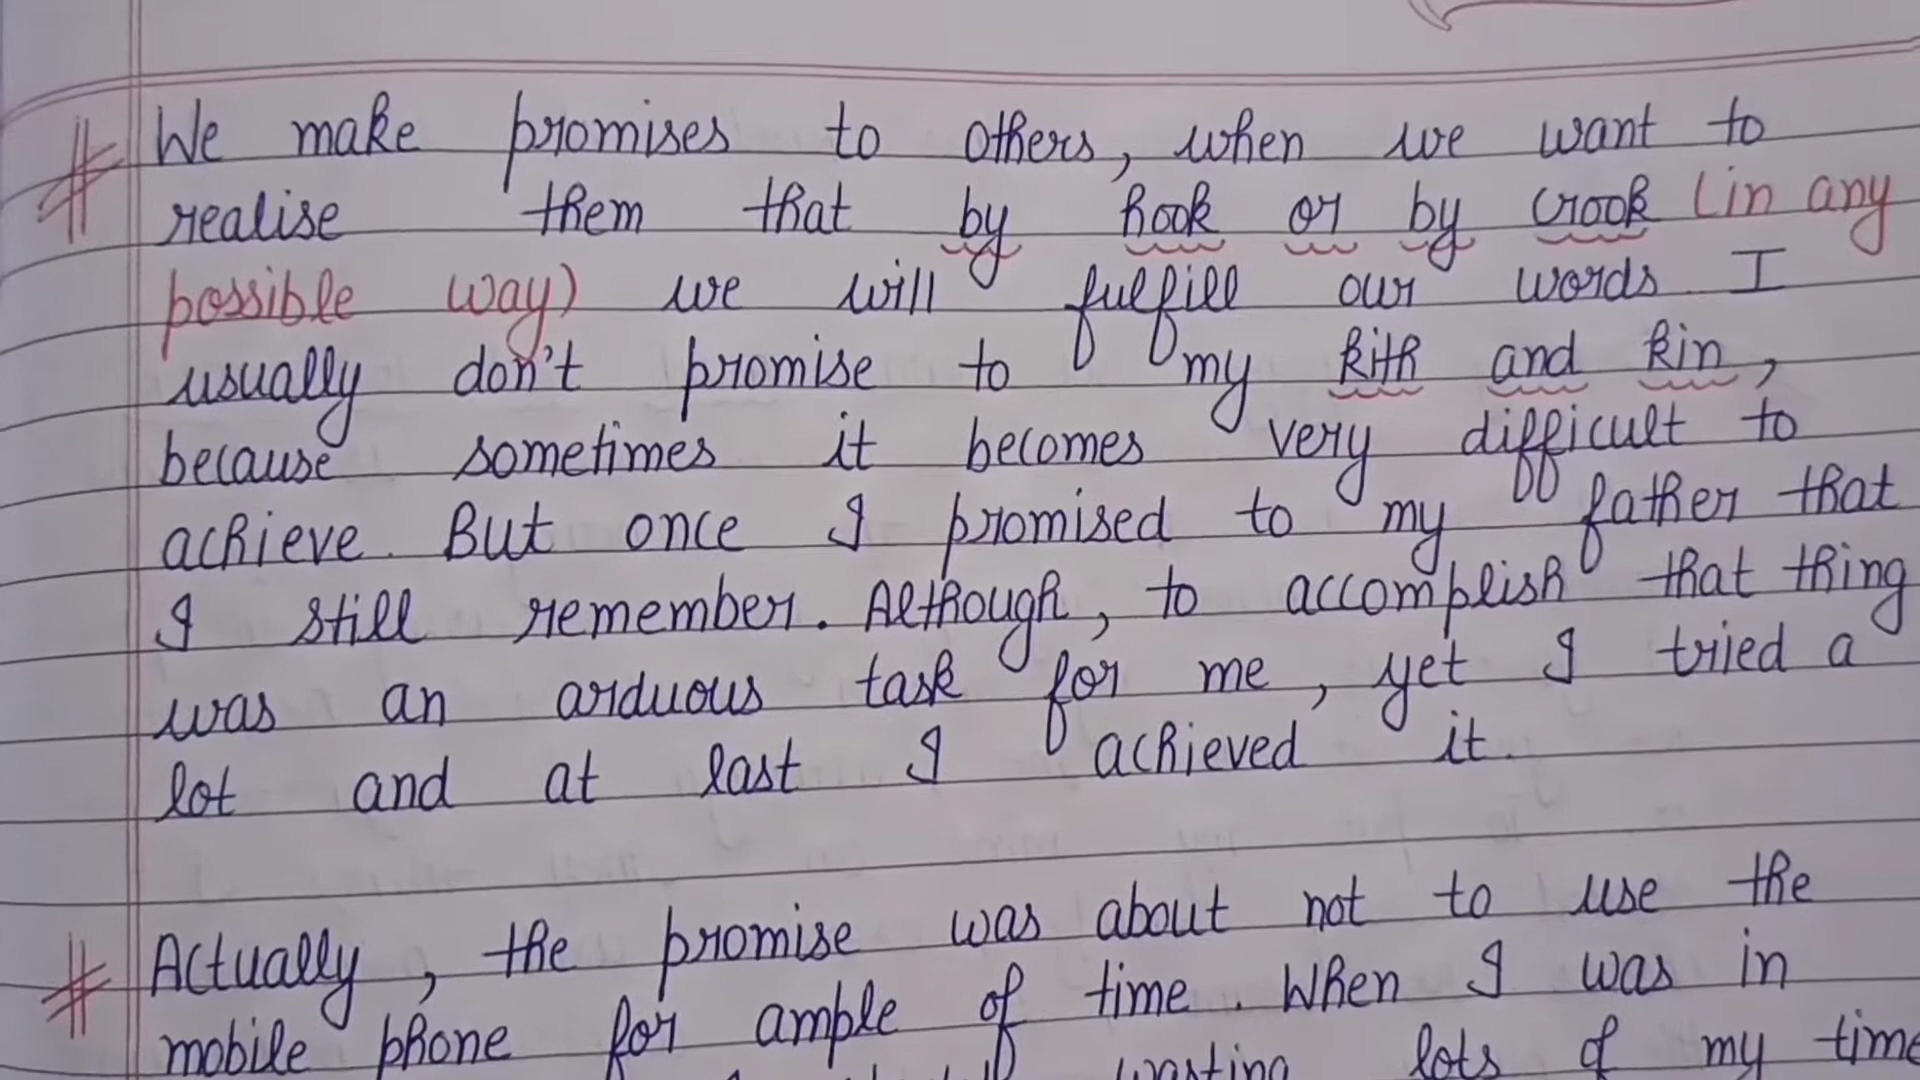 # We make promises to others, when we want to
realise them that by hook or by crook (in any
possible way) we will fulfill our words I
usually don't promise to my kith and kin,
because sometimes it becomes very difficult to
achieve. But once I promised to my father that
I still remember. Although, to accomplish that thing
was an arduous task for me, yet I tried a
lot and at last I achieved it.
# Actually, the promise was about not to use the
mobile phone for ample of time. When I was in
wasting lots of my time